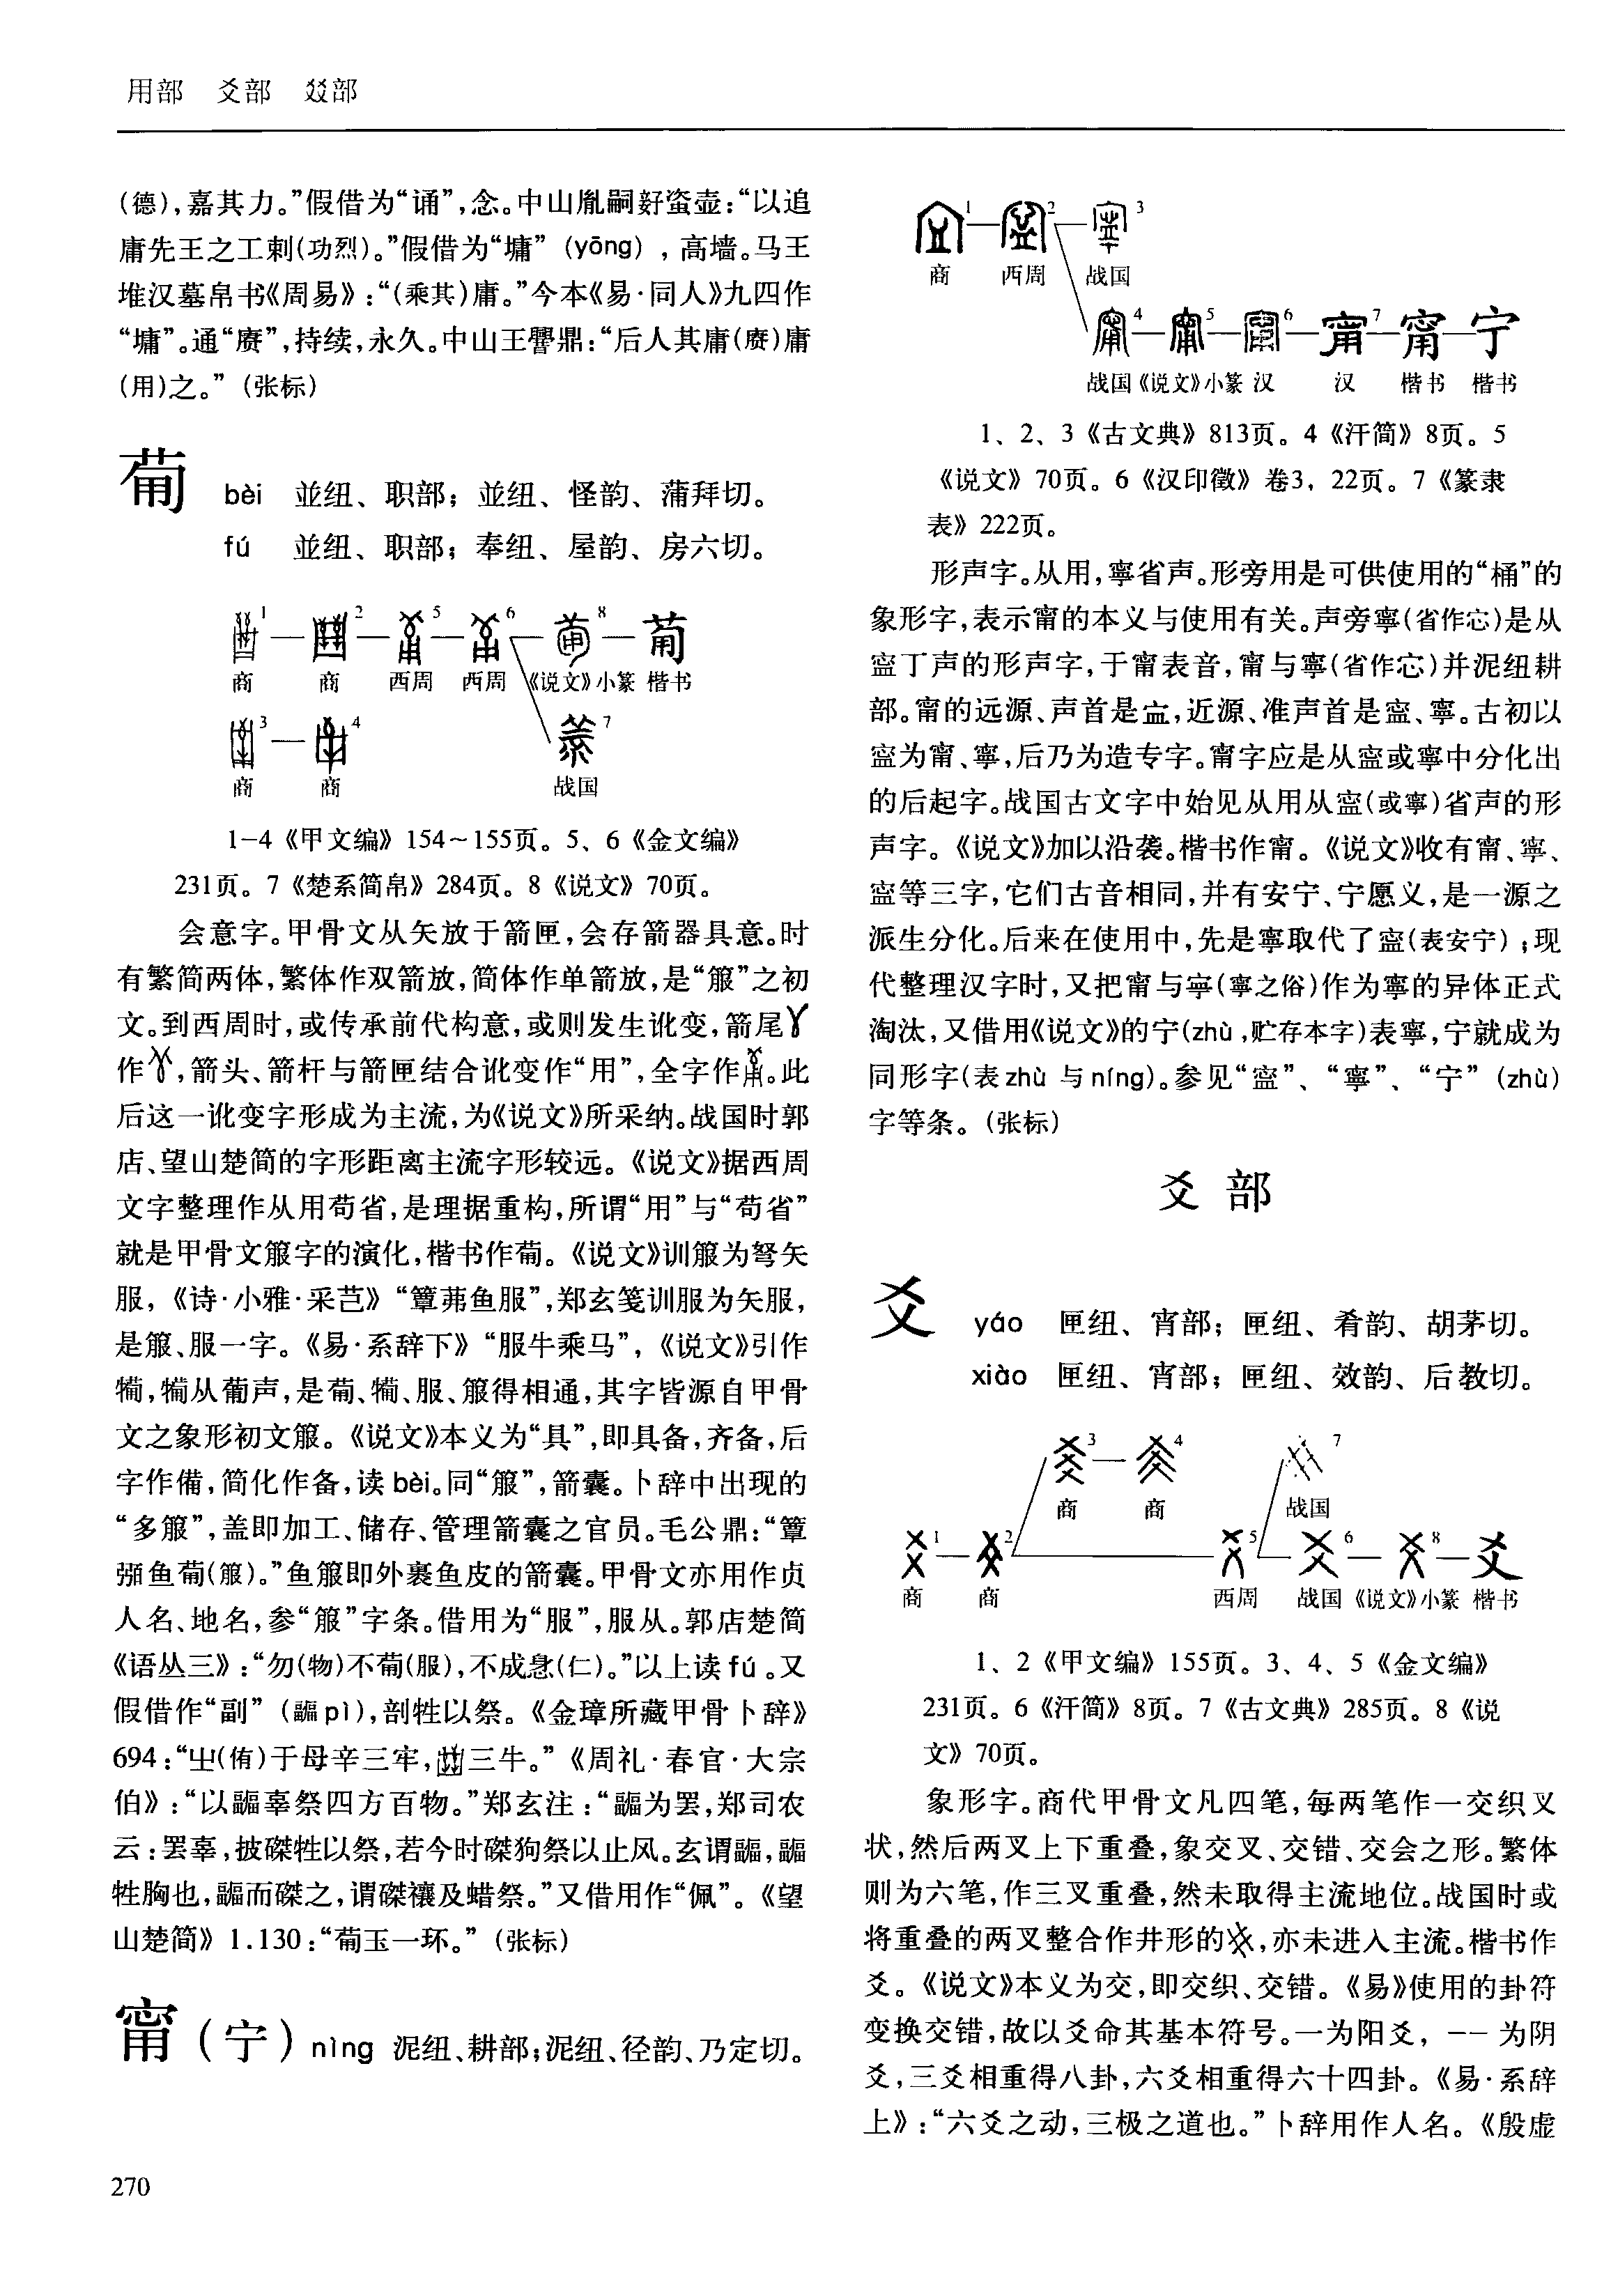 用部 爻部 㸚部
(德),嘉其力。”假借为“诵”,念。中山胤嗣𡚱𧊒壶:“以追
庸先王之工剌(功烈)。”假借为“墉”(yōng),高墙。马王
堆汉墓帛书《周易》:“(乘其)庸。”今本《易·同人》九四作
“墉”。通“赓”,持续,永久。中山王𰯼鼎:“后人其庸(赓)庸
(用)之。”(张标)
𤰇 bèi 並纽、职部;並纽、怪韵、蒲拜切。
fú 並纽、职部;奉纽、屋韵、房六切。
1 2 5 6 8 𤰇
商 商 西周 西周 《说文》小篆 楷书
3 4 7
商 商 战国
1-4《甲文编》154~155页。5、6《金文编》
231页。7《楚系简帛》284页。8《说文》70页。
会意字。甲骨文从矢放于箭匣,会存箭器具意。时
有繁简两体,繁体作双箭放,简体作单箭放,是“箙”之初
文。到西周时,或传承前代构意,或则发生讹变,箭尾
作,箭头、箭杆与箭匣结合讹变作“用”,全字作。此
后这一讹变字形成为主流,为《说文》所采纳。战国时郭
店、望山楚简的字形距离主流字形较远。《说文》据西周
文字整理作从用苟省,是理据重构,所谓“用”与“苟省”
就是甲骨文箙字的演化,楷书作𤰇。《说文》训箙为弩矢
服,《诗·小雅·采芑》“簟茀鱼服”,郑玄笺训服为矢服,
是箙、服一字。《易·系辞下》“服牛乘马”,《说文》引作
犕,犕从𤰇声,是𤰇、犕、服、箙得相通,其字皆源自甲骨
文之象形初文箙。《说文》本义为“具”,即具备,齐备,后
字作備,简化作备,读bèi。同“箙”,箭囊。卜辞中出现的
“多箙”,盖即加工、储存、管理箭囊之官员。毛公鼎:“簟
𢐀鱼𤰇(箙)。”鱼箙即外裹鱼皮的箭囊。甲骨文亦用作贞
人名、地名,参“箙”字条。借用为“服”,服从。郭店楚简
《语丛三》:“勿(物)不𤰇(服),不成悬(仁)。”以上读fú。又
假借作“副”(疈pì),剖牲以祭。《金璋所藏甲骨卜辞》
694:“㞢(侑)于母辛三牢,三牛。”《周礼·春官·大宗
伯》:“以疈辜祭四方百物。”郑玄注:“疈为罢,郑司农
云:罢辜,披磔牲以祭,若今时磔狗祭以止风。玄谓疈,疈
牲胸也,疈而磔之,谓磔禳及蜡祭。”又借用作“佩”。《望
山楚简》1.130:“𤰇玉一环。”(张标)
甯(宁) nìng 泥纽、耕部;泥纽、径韵、乃定切。
1 2 3
商 西周 战国
4 5 6 7 甯 宁
战国 《说文》小篆 汉 汉 楷书 楷书
1、2、3《古文典》813页。4《汗简》8页。5
《说文》70页。6《汉印徵》卷3,22页。7《篆隶
表》222页。
形声字。从用,寧省声。形旁用是可供使用的“桶”的
象形字,表示甯的本义与使用有关。声旁寧(省作𡧓)是从
寍丁声的形声字,于甯表音,甯与寧(省作𡧓)并泥纽耕
部。甯的远源、声首是𥁕,近源、准声首是寍、寧。古初以
寍为甯、寧,后乃为造专字。甯字应是从寍或寧中分化出
的后起字。战国古文字中始见从用从寍(或寧)省声的形
声字。《说文》加以沿袭。楷书作甯。《说文》收有甯、寧、
寍等三字,它们古音相同,并有安宁、宁愿义,是一源之
派生分化。后来在使用中,先是寧取代了寍(表安宁);现
代整理汉字时,又把甯与寕(寧之俗)作为寧的异体正式
淘汰,又借用《说文》的宁(zhù,贮存本字)表寧,宁就成为
同形字(表zhù 与níng)。参见“寍”、“寧”、“宁”(zhù)
字等条。(张标)
爻 部
爻 yáo 匣纽、宵部;匣纽、肴韵、胡茅切。
xiào 匣纽、宵部;匣纽、效韵、后教切。
3 4 7
商 商 战国
1 2 5 6 8 爻
商 商 西周 战国 《说文》小篆 楷书
1、2《甲文编》155页。3、4、5《金文编》
231页。6《汗简》8页。7《古文典》285页。8《说
文》70页。
象形字。商代甲骨文凡四笔,每两笔作一交织叉
状,然后两叉上下重叠,象交叉、交错、交会之形。繁体
则为六笔,作三叉重叠,然未取得主流地位。战国时或
将重叠的两叉整合作井形的,亦未进入主流。楷书作
爻。《说文》本义为交,即交织、交错。《易》使用的卦符
变换交错,故以爻命其基本符号。一为阳爻,-- 为阴
爻,三爻相重得八卦,六爻相重得六十四卦。《易·系辞
上》:“六爻之动,三极之道也。”卜辞用作人名。《殷虚
270